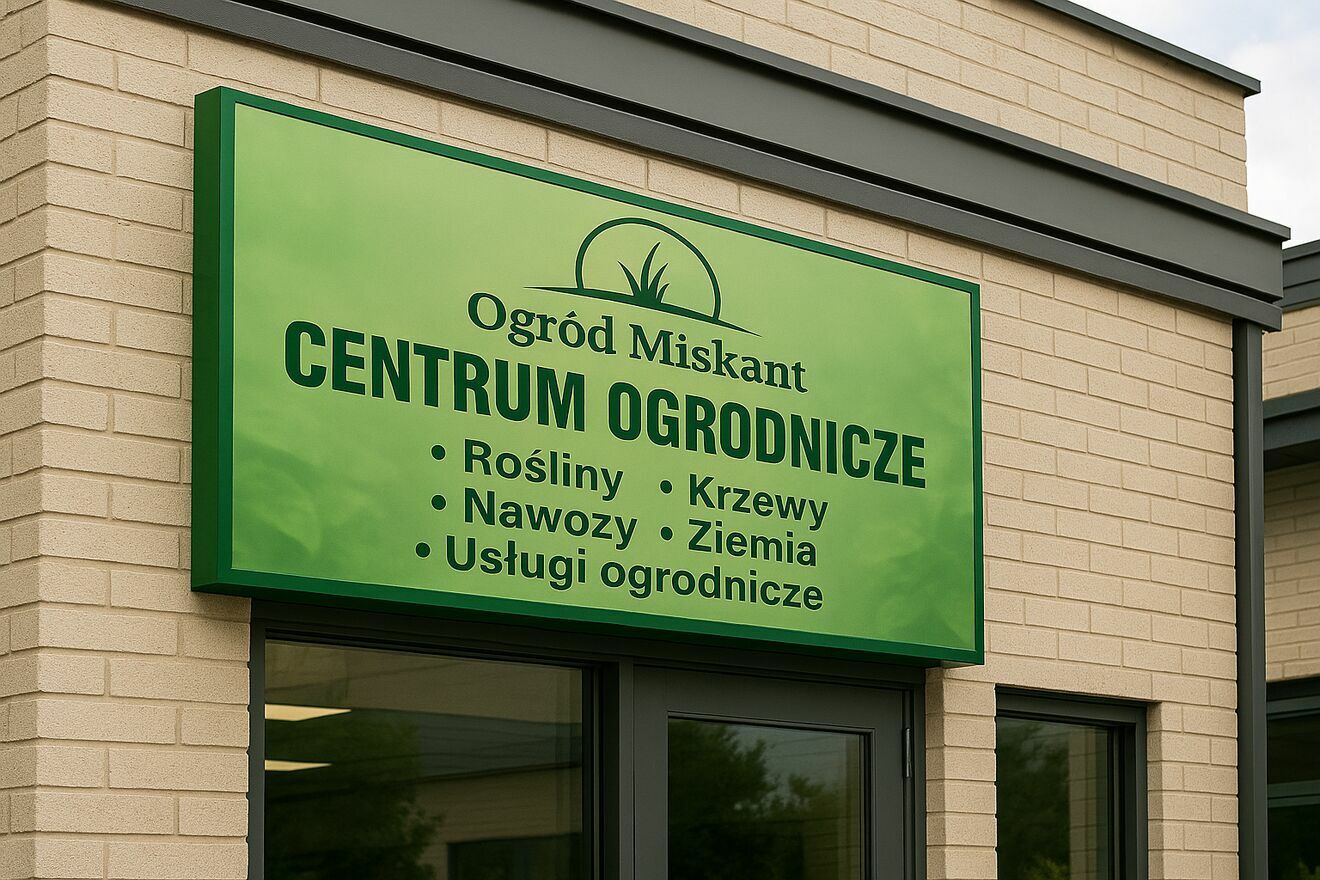 Ogród Miskant
CENTRUM OGRODNICZE
• Rośliny • Krzewy
• Nawozy • Ziemia
• Usługi ogrodnicze